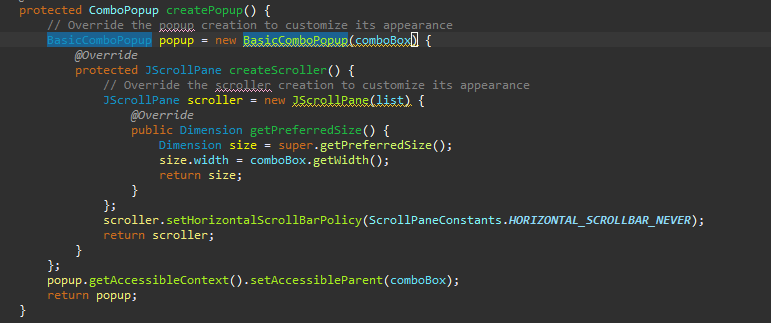 protected ComboPopup createPopup() {
// Override the popup creation to customize its appearance
BasicComboPopup popup = new BasicComboPopup(comboBox) {
@Override
protected JScrollPane createScroller() {
// Override the scroller creation to customize its appearance
JScrollPane scroller = new JScrollPane(list) {
@Override
public Dimension getPreferredSize() {
Dimension size = super.getPreferredSize();
size.width = comboBox.getWidth();
return size;
}
};
scroller.setHorizontalScrollBarPolicy(ScrollPaneConstants.HORIZONTAL_SCROLLBAR_NEVER);
return scroller;
}
};
popup.getAccessibleContext().setAccessibleParent(comboBox);
return popup;
}